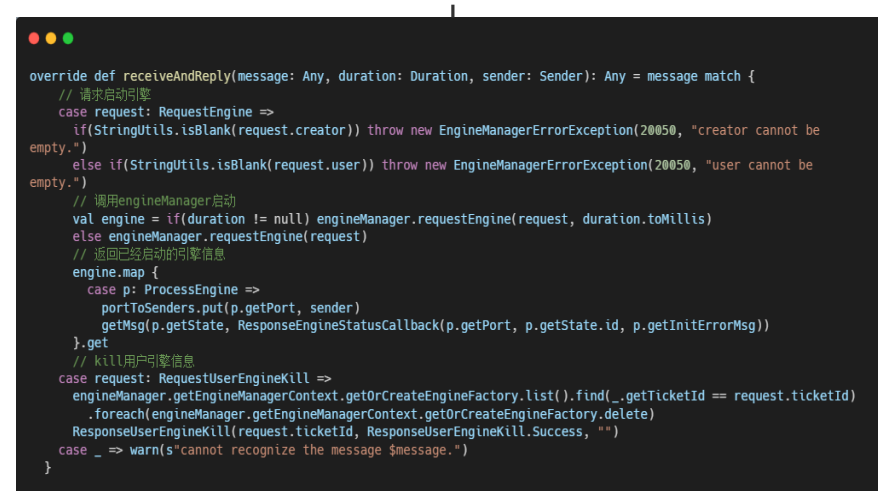 override def receiveAndReply(message: Any, duration: Duration, sender: Sender): Any = message match {
    // 请求启动引擎
    case request: RequestEngine =>
      if(StringUtils.isBlank(request.creator)) throw new EngineManagerErrorException(20050, "creator cannot be
empty.")
      else if(StringUtils.isBlank(request.user)) throw new EngineManagerErrorException(20050, "user cannot be
empty.")
      // 调用engineManager启动
      val engine = if(duration != null) engineManager.requestEngine(request, duration.toMillis)
      else engineManager.requestEngine(request)
      // 返回已经启动的引擎信息
      engine.map {
        case p: ProcessEngine =>
          portToSenders.put(p.getPort, sender)
          getMsg(p.getState, ResponseEngineStatusCallback(p.getPort, p.getState.id, p.getInitErrorMsg))
      }.get
      // kill用户引擎信息
    case request: RequestUserEngineKill =>
      engineManager.getEngineManagerContext.getOrCreateEngineFactory.list().find(_.getTicketId == request.ticketId)
        .foreach(engineManager.getEngineManagerContext.getOrCreateEngineFactory.delete)
      ResponseUserEngineKill(request.ticketId, ResponseUserEngineKill.Success, "")
    case _ => warn(s"cannot recognize the message $message.")
  }